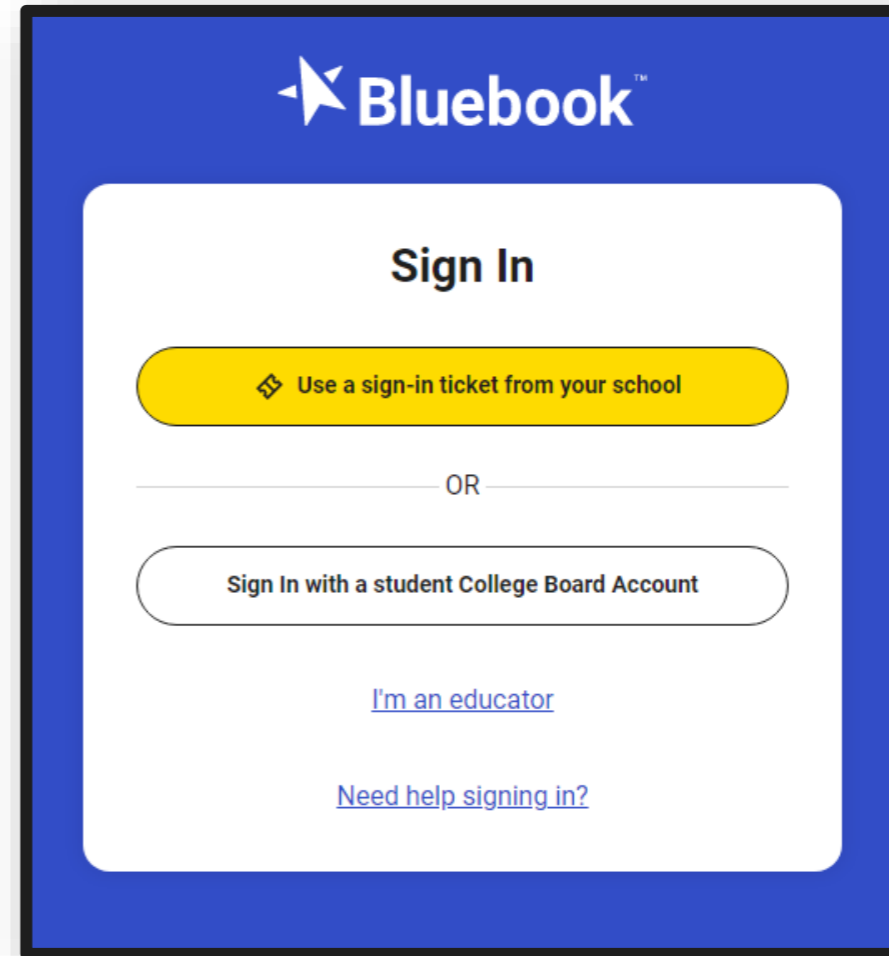 Bluebook™
Sign In
Use a sign-in ticket from your school
OR
Sign In with a student College Board Account
I'm an educator
Need help signing in?